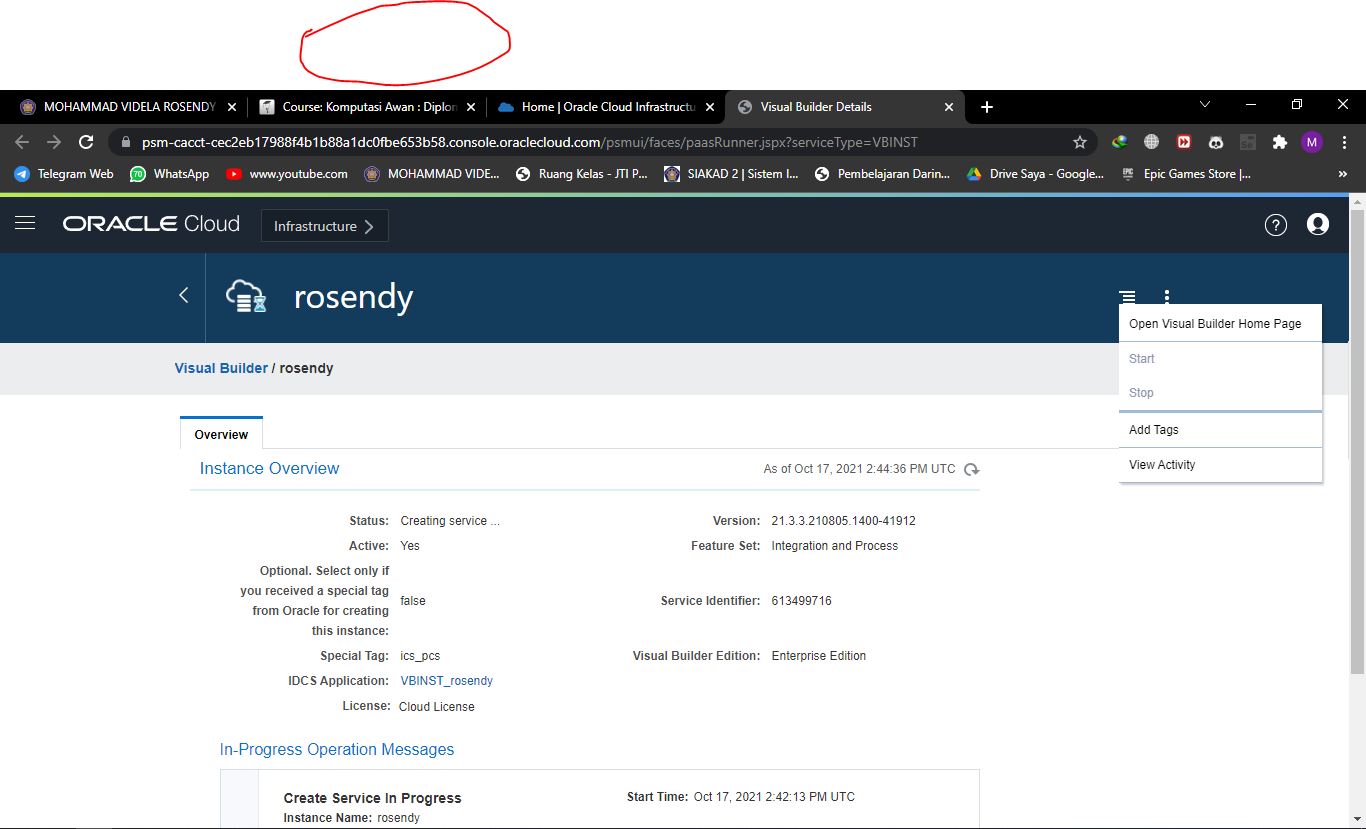 MOHAMMAD VIDELA ROSENDY
Course: Komputasi Awan : Diplon
Home | Oracle Cloud Infrastructu
Visual Builder Details
psm-cacct-cec2eb17988f4b1b88a1dc0fbe653b58.console.oraclecloud.com/psmui/faces/paasRunner.jspx?serviceType=VBINST
M
Telegram Web
70 WhatsApp
www.youtube.com
MOHAMMAD VIDE...
Ruang Kelas - JTI P...
SIAKAD 2 | Sistem I...
Pembelajaran Darin...
Drive Saya - Google...
EPIC Epic Games Store |...
»
ORACLE Cloud
Infrastructure
?
rosendy
Open Visual Builder Home Page
Start
Stop
Add Tags
View Activity
Visual Builder / rosendy
Overview
Instance Overview
As of Oct 17, 2021 2:44:36 PM UTC
Status: Creating service ...
Version: 21.3.3.210805.1400-41912
Active: Yes
Feature Set: Integration and Process
Optional. Select only if
you received a special tag
from Oracle for creating
this instance:
false
Service Identifier: 613499716
Special Tag: ics_pcs
Visual Builder Edition: Enterprise Edition
IDCS Application: VBINST_rosendy
License: Cloud License
In-Progress Operation Messages
Create Service In Progress
Start Time: Oct 17, 2021 2:42:13 PM UTC
Instance Name: rosendy